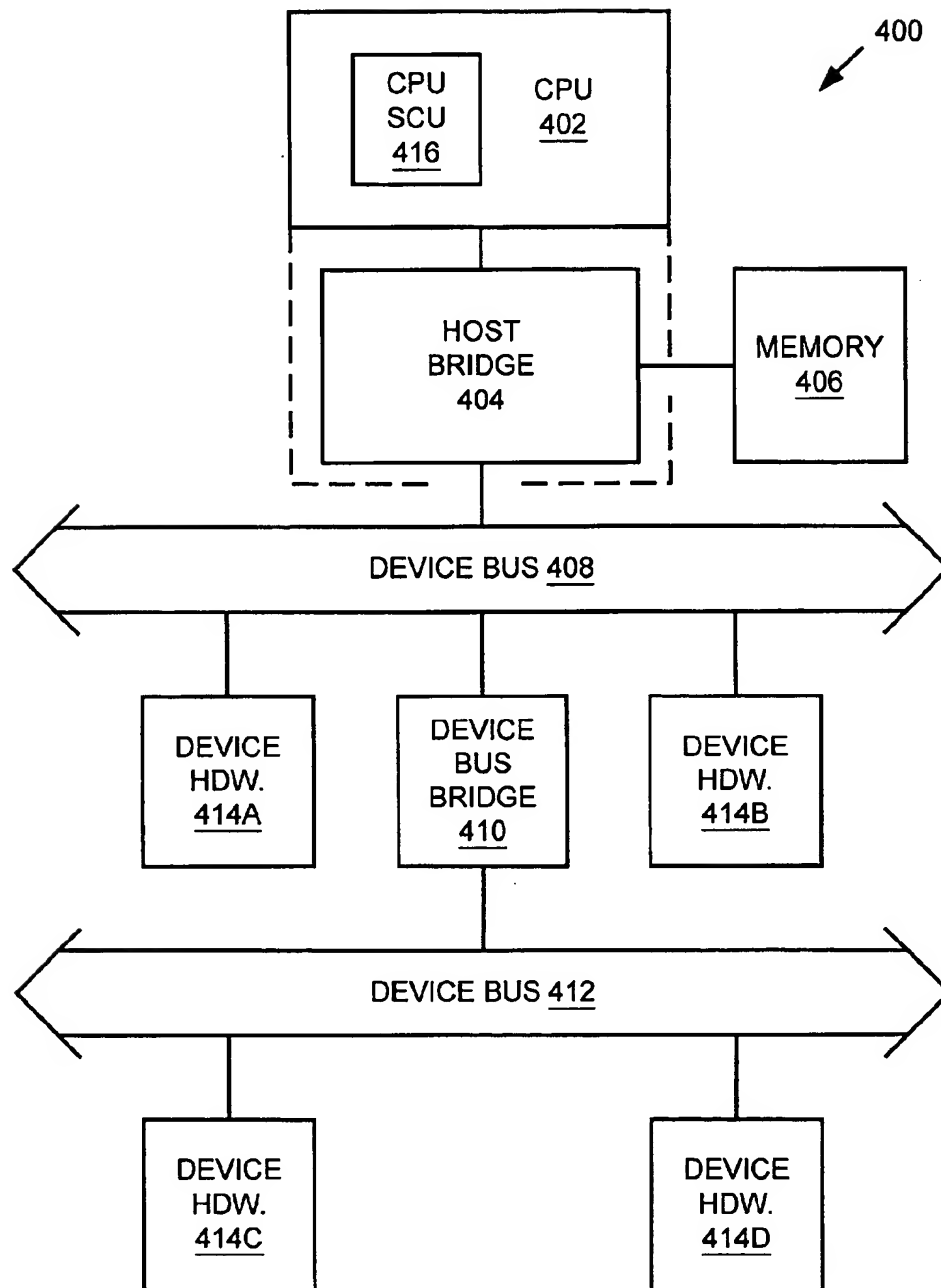 400
CPU
SCU
416
CPU
402
HOST
BRIDGE
404
MEMORY
406
DEVICE BUS 408
DEVICE
HDW.
414A
DEVICE
BUS
BRIDGE
410
DEVICE
HDW.
414B
DEVICE BUS 412
DEVICE
HDW.
414C
DEVICE
HDW.
414D